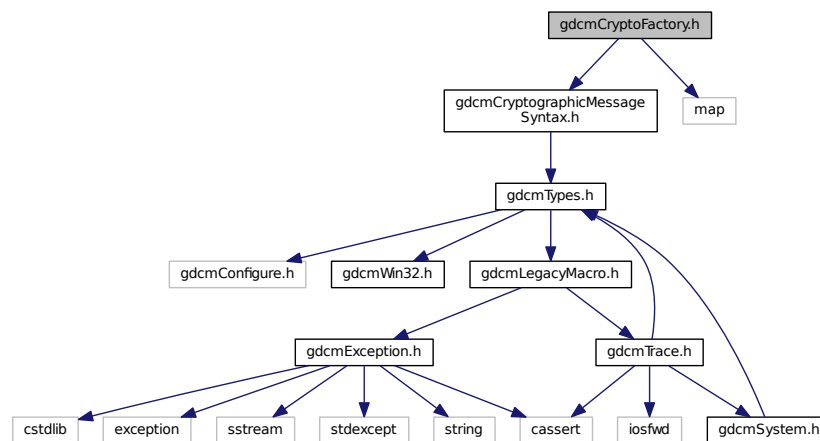 gdcmCryptoFactory.h
gdcmCryptographicMessage
Syntax.h
map
gdcmTypes.h
gdcmConfigure.h
gdcmWin32.h
gdcmLegacyMacro.h
gdcmException.h
gdcmTrace.h
cstdlib
exception
sstream
stdexcept
string
cassert
iosfwd
gdcmSystem.h